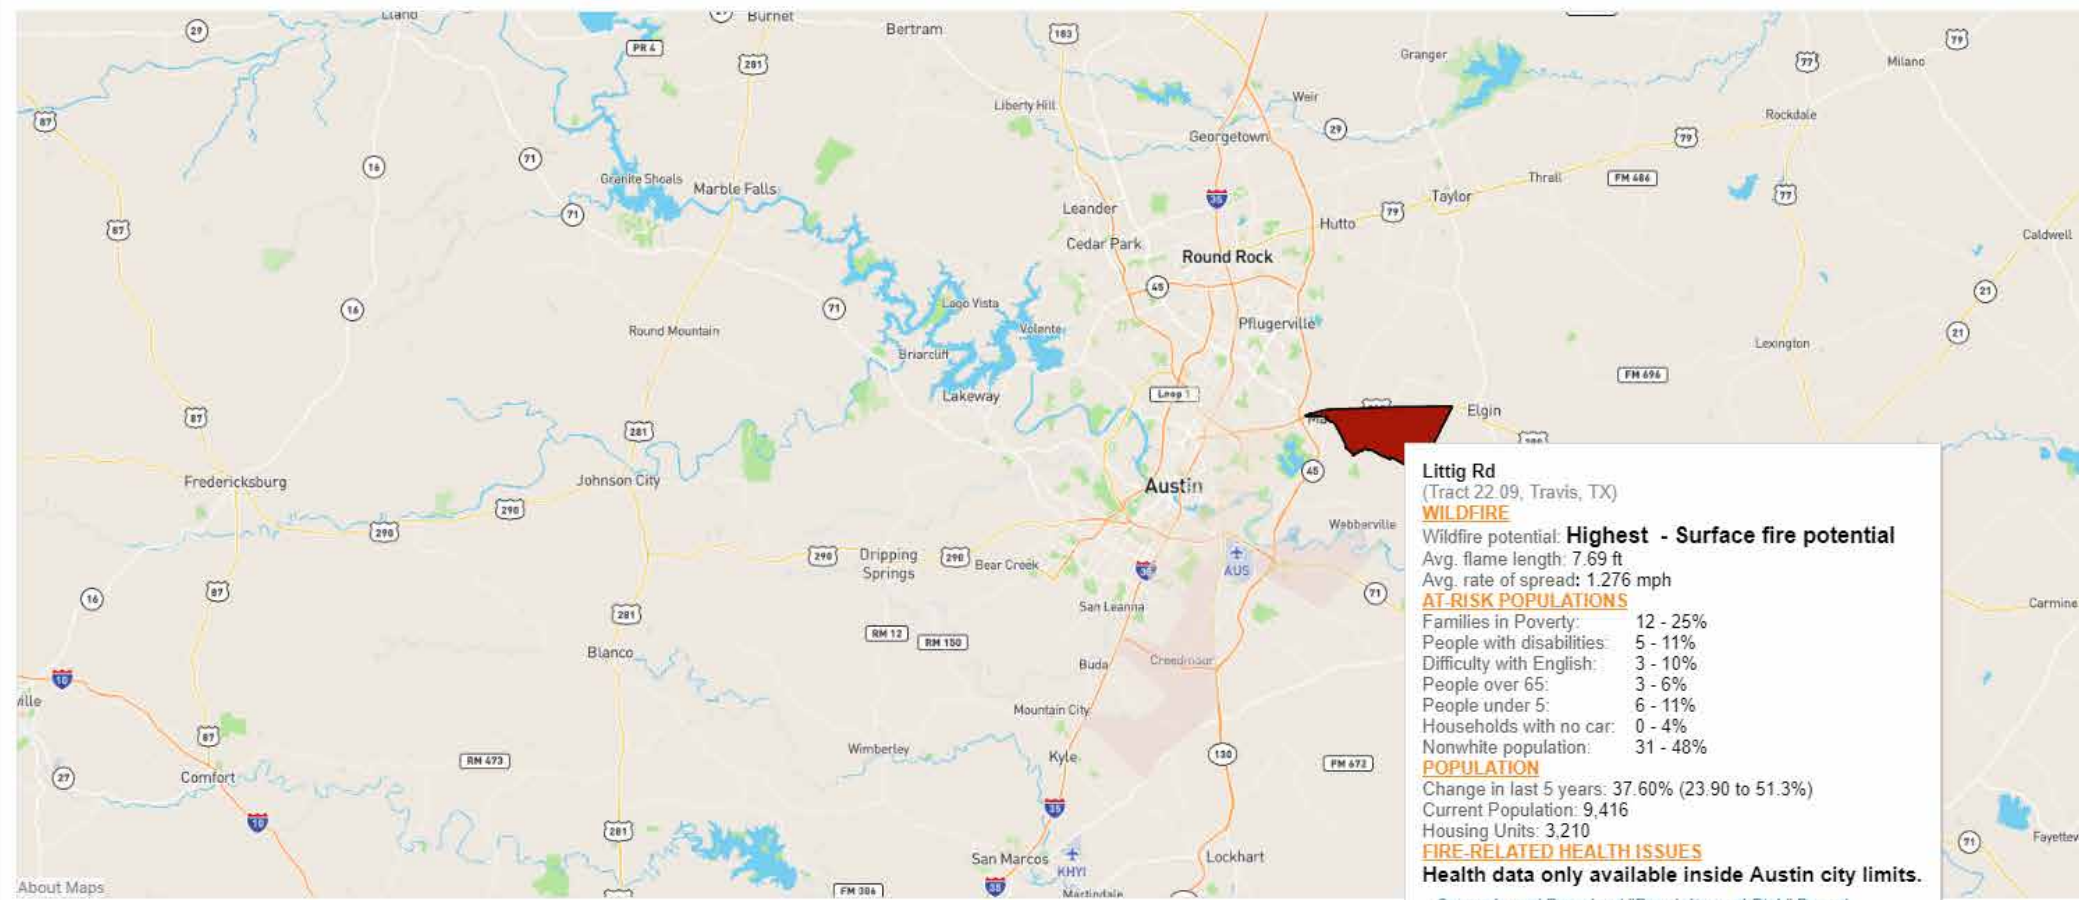 Burnet
Bertram
29
PR 4
281
183
Granger
79
77
Milano
87
Liberty Hill
Weir
Georgetown
29
79
Rockdale
16
71
Granite Shoals
Marble Falls
Thrall
FM 486
Taylor
77
71
35
Leander
79
Hutto
87
Cedar Park
Round Rock
Caldwell
45
21
16
71
Lago Vista
Volente
Pflugerville
21
Round Mountain
Briarcliff
Lexington
Lakeway
Loop 1
FM 696
87
281
Elgin
Fredericksburg
Johnson City
Austin
45
290
290
Webberville
290
Dripping
Springs
290
Bear Creek
35
AUS
16
87
71
Carmine
281
San Leanna
RM 12
RM 150
Blanco
Buda
Creedmoor
10
ville
Mountain City
87
Wimberley
Kyle
130
FM 672
RM 473
27
Comfort
35
10
281
71
San Marcos
KHYI
Lockhart
35
FM 306
Martindale
About Maps
Littig Rd
(Tract 22.09, Travis, TX)
WILDFIRE
Wildfire potential: Highest - Surface fire potential
Avg. flame length: 7.69 ft
Avg. rate of spread: 1.276 mph
AT-RISK POPULATIONS
Families in Poverty: 12 - 25%
People with disabilities: 5 - 11%
Difficulty with English: 3 - 10%
People over 65: 3 - 6%
People under 5: 6 - 11%
Households with no car: 0 - 4%
Nonwhite population: 31 - 48%
POPULATION
Change in last 5 years: 37.60% (23.90 to 51.3%)
Current Population: 9,416
Housing Units: 3,210
FIRE-RELATED HEALTH ISSUES
Health data only available inside Austin city limits.